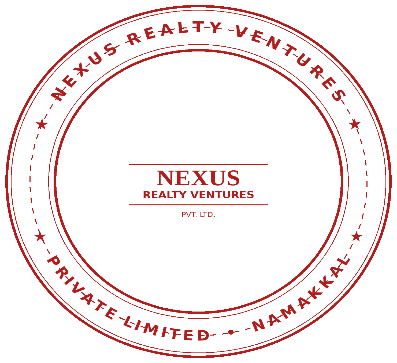 NEXUS REALTY VENTURES
NEXUS
REALTY VENTURES
PVT. LTD.
PRIVATE LIMITED • NAMAKKAL